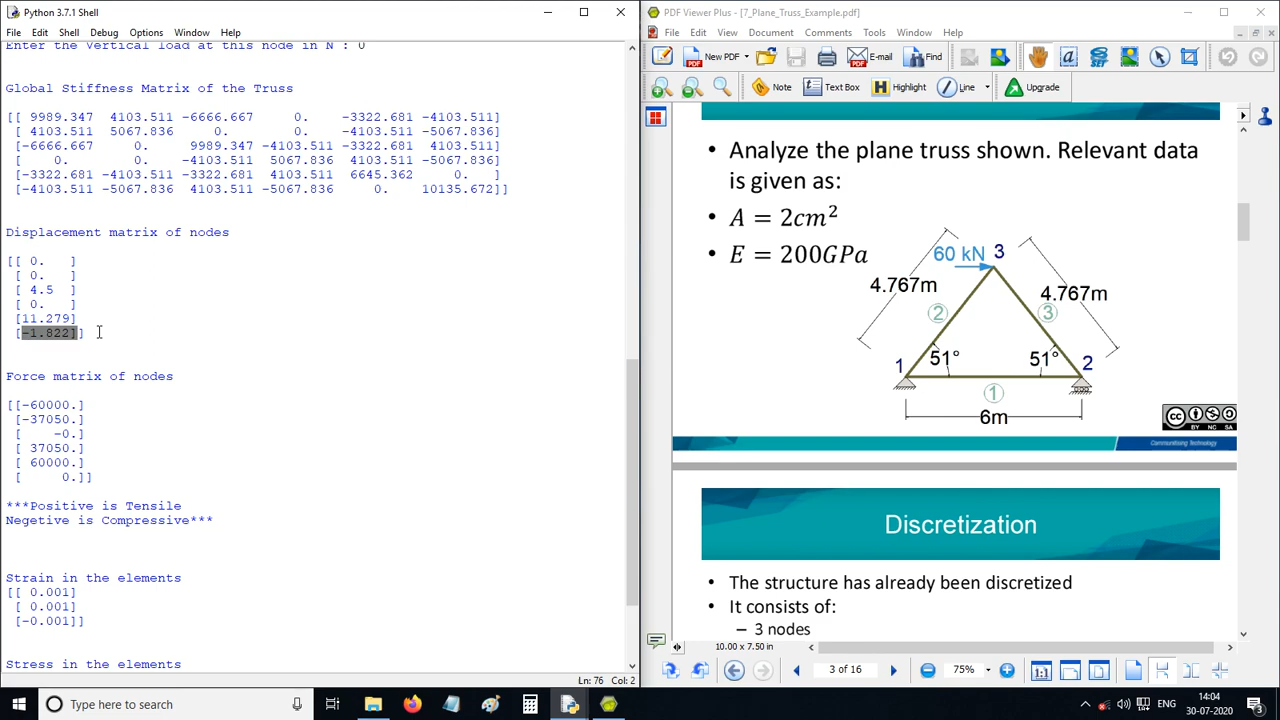 Python 3.7.1 Shell
File Edit Shell Debug Options Window Help
Enter the Vertical load at this node in N : 0
Global Stiffness Matrix of the Truss
[[ 9989.347 4103.511 -6666.667 0. -3322.681 -4103.511]
[ 4103.511 5067.836 0. 0. -4103.511 -5067.836]
[-6666.667 0. 9989.347 -4103.511 -3322.681 4103.511]
[ 0. 0. -4103.511 5067.836 4103.511 -5067.836]
[-3322.681 -4103.511 -3322.681 4103.511 6645.362 0. ]
[-4103.511 -5067.836 4103.511 -5067.836 0. 10135.672]]
Displacement matrix of nodes
[[ 0. ]
[ 0. ]
[ 4.5 ]
[ 0. ]
[11.279]
[-1.822]]
Force matrix of nodes
[[-60000.]
[-37050.]
[ -0.]
[ 37050.]
[ 60000.]
[ 0.]]
***Positive is Tensile
Negetive is Compressive***
Strain in the elements
[[ 0.001]
[ 0.001]
[-0.001]]
Stress in the elements
Ln: 76 Col: 2
PDF Viewer Plus - [7_Plane_Truss_Example.pdf]
File Edit View Document Comments Tools Window Help
New PDF E-mail Find
Note Text Box Highlight Line Upgrade
• Analyze the plane truss shown. Relevant data
is given as:
• A = 2cm²
• E = 200GPa
60 kN 3
4.767m 4.767m
2 3
1 51° 51° 2
1
6m
cc BY NC SA
Communitising Technology
Discretization
• The structure has already been discretized
• It consists of:
– 3 nodes
10.00 x 7.50 in
3 of 16 75% 1:1
Type here to search
ENG
14:04
30-07-2020
3